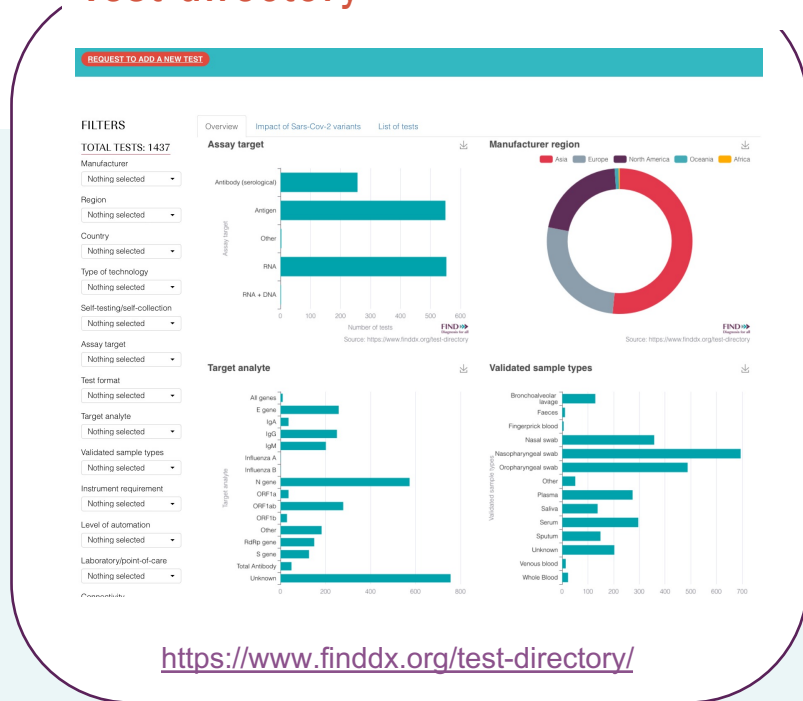 REQUEST TO ADD A NEW TEST
FILTERS
TOTAL TESTS: 1437
Manufacturer
Nothing selected
Region
Nothing selected
Country
Nothing selected
Type of technology
Nothing selected
Self-testing/self-collection
Nothing selected
Assay target
Nothing selected
Test format
Nothing selected
Target analyte
Nothing selected
Validated sample types
Nothing selected
Instrument requirement
Nothing selected
Level of automation
Nothing selected
Laboratory/point-of-care
Nothing selected
Overview Impact of Sars-Cov-2 variants List of tests
Assay target
Assay target
Antibody (serological)
Antigen
Other
RNA
RNA + DNA
0 100 200 300 400 500 600
Number of tests
FIND
Diagnosis for all
Source: https://www.finddx.org/test-directory
Manufacturer region
Asia Europe North America Oceania Africa
FIND
Diagnosis for all
Source: https://www.finddx.org/test-directory
Target analyte
Target analyte
All genes
E gene
IgA
IgG
IgM
Influenza A
Influenza B
N gene
ORF1a
ORF1ab
ORF1b
Other
RdRp gene
S gene
Total Antibody
Unknown
0 200 400 600 800
Validated sample types
Validated sample types
Bronchoalveolar
lavage
Faeces
Fingerprick blood
Nasal swab
Nasopharyngeal swab
Oropharyngeal swab
Other
Plasma
Saliva
Serum
Sputum
Unknown
Venous blood
Whole Blood
0 100 200 300 400 500 600 700
https://www.finddx.org/test-directory/